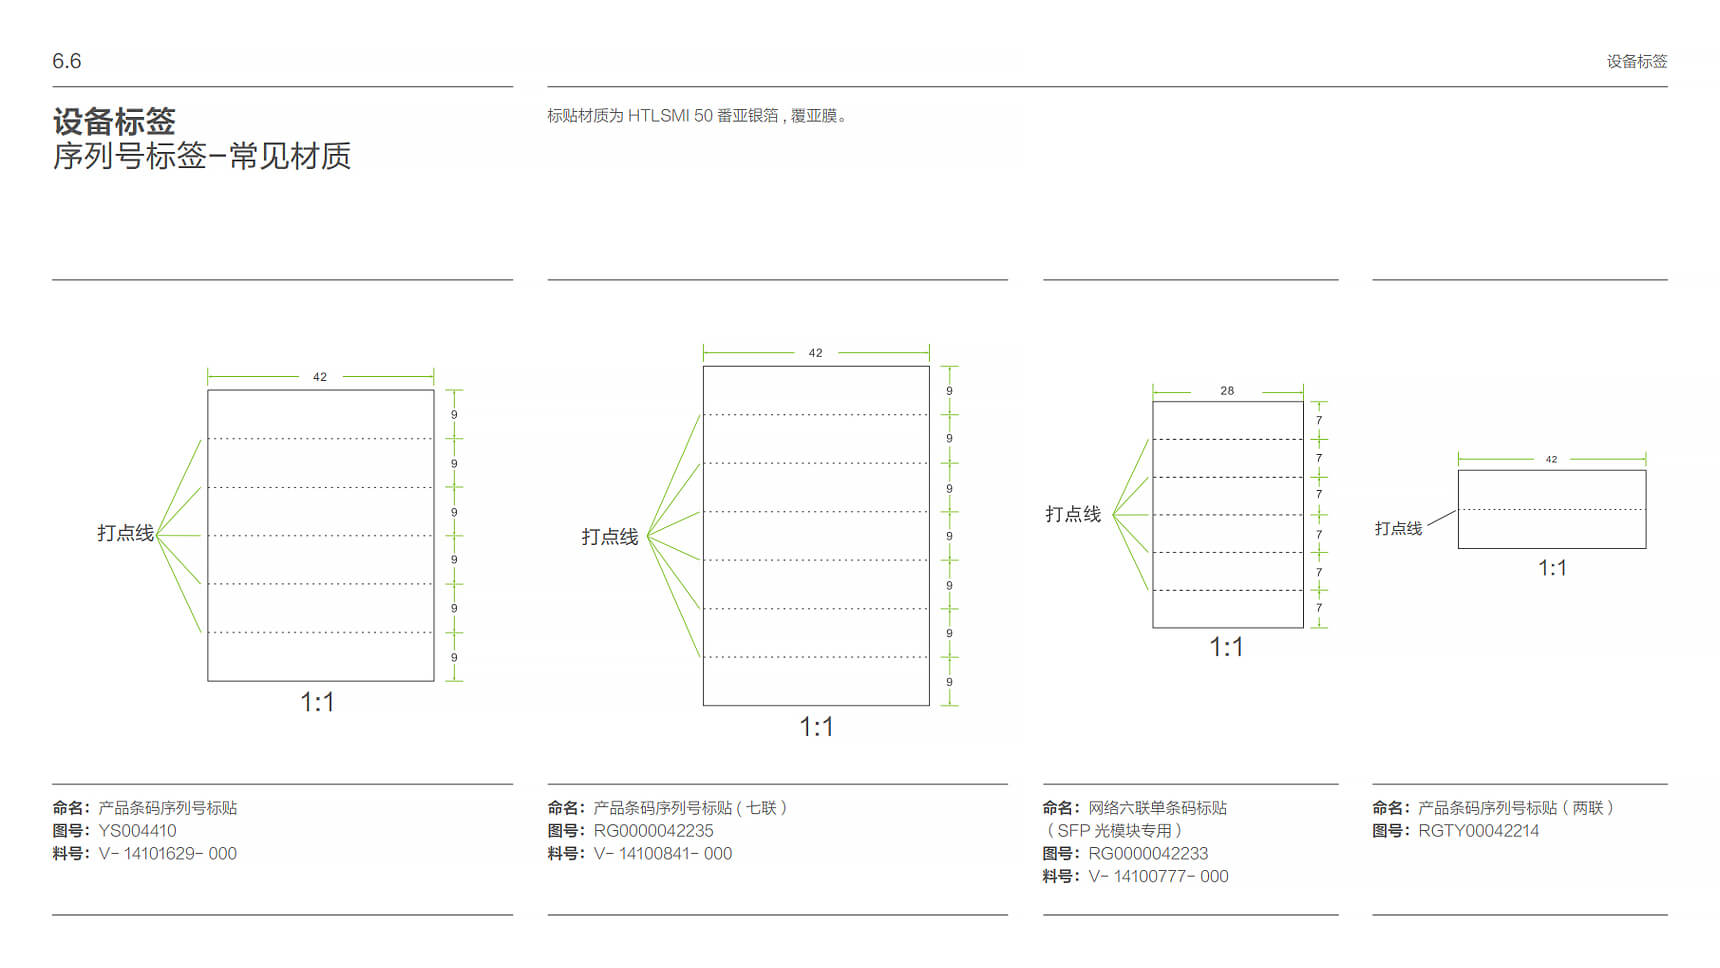 6.6
设备标签
设备标签
序列号标签-常见材质
标贴材质为 HTLSMI 50 番亚银箔 , 覆亚膜。
42
9
9
9
9
9
9
打点线
1:1
42
9
9
9
9
9
9
9
打点线
1:1
28
7
7
7
7
7
7
打点线
1:1
42
打点线
1:1
命名：产品条码序列号标贴
图号：YS004410
料号：V- 14101629- 000
命名：产品条码序列号标贴 ( 七联 )
图号：RG0000042235
料号：V- 14100841- 000
命名：网络六联单条码标贴
( SFP 光模块专用 )
图号：RG0000042233
料号：V- 14100777- 000
命名：产品条码序列号标贴 ( 两联 )
图号：RGTY00042214